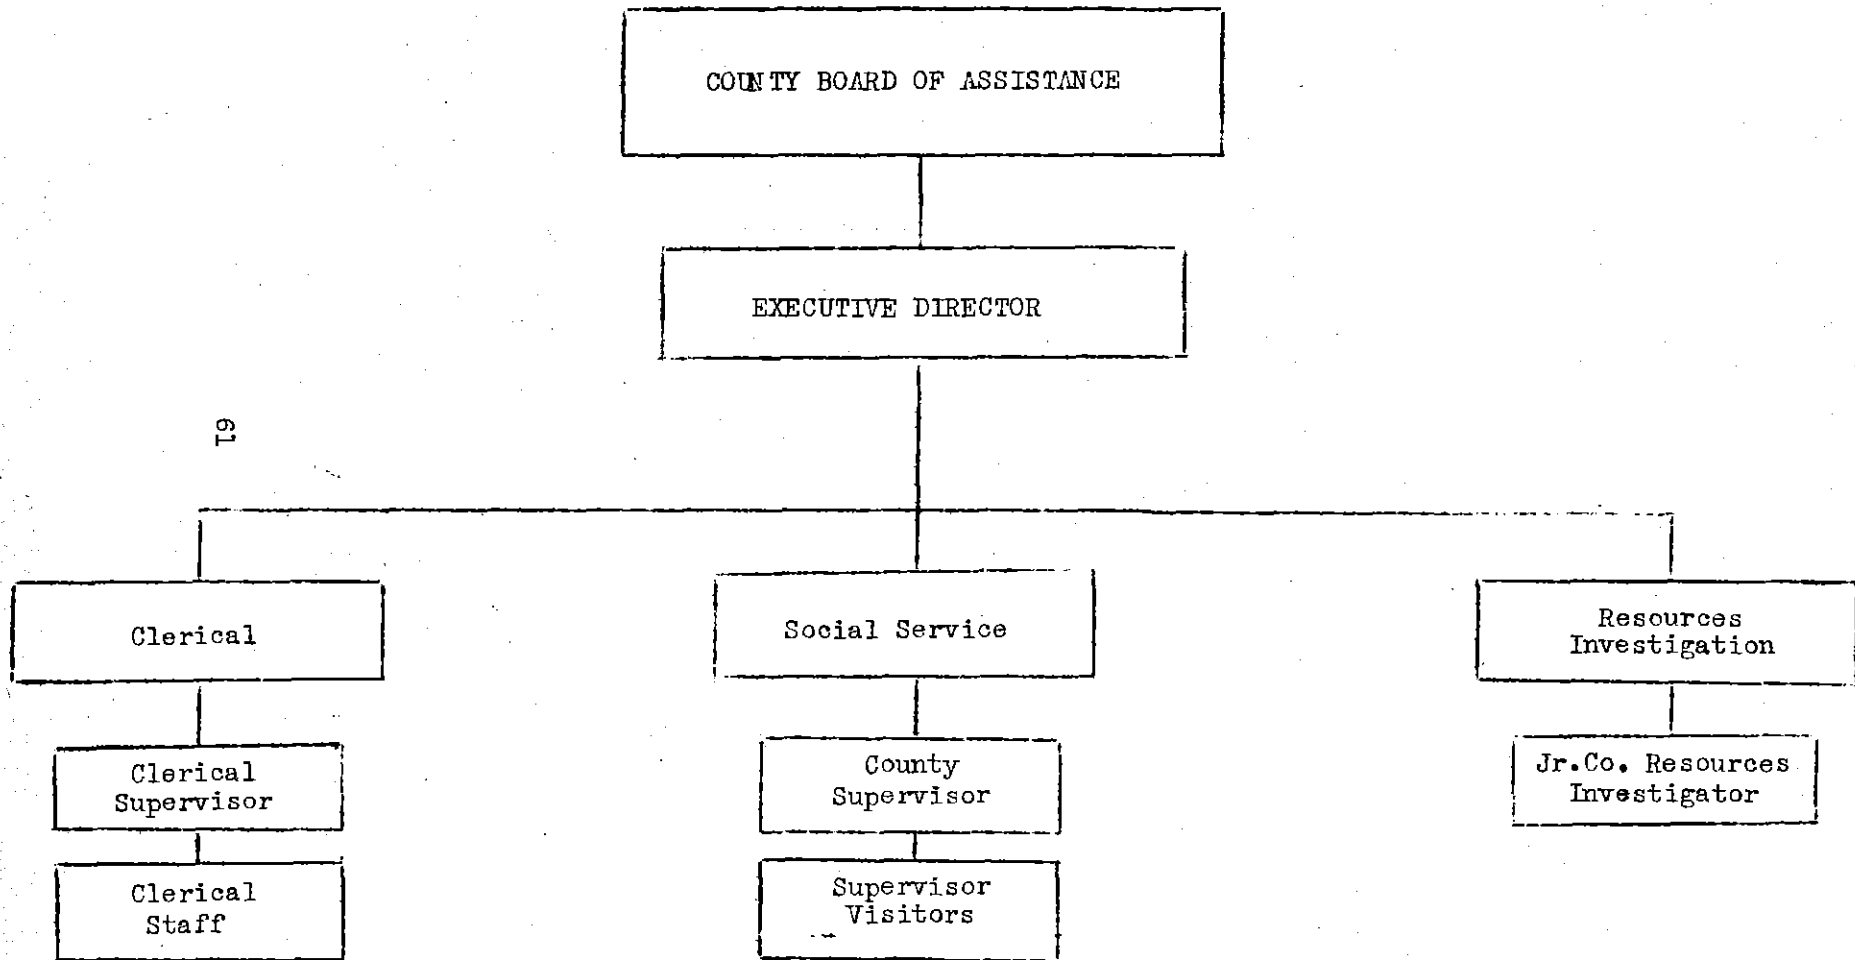 COUNTY BOARD OF ASSISTANCE
EXECUTIVE DIRECTOR
61
Clerical
Social Service
Resources
Investigation
Clerical
Supervisor
County
Supervisor
Jr.Co. Resources
Investigator
Clerical
Staff
Supervisor
Visitors